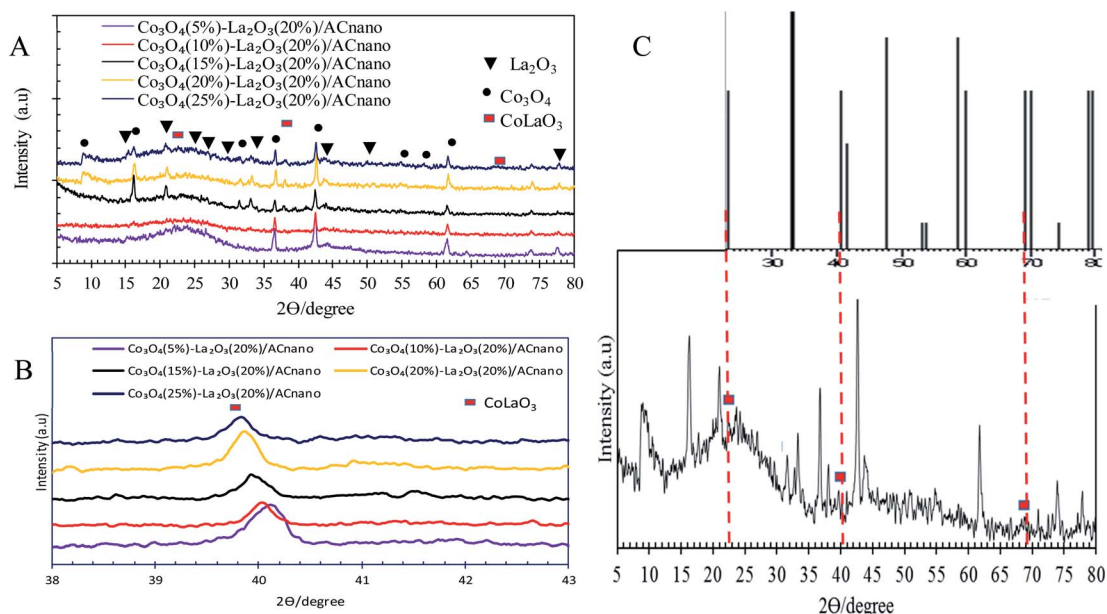 A
Co₃O₄(5%)-La₂O₃(20%)/ACnano
Co₃O₄(10%)-La₂O₃(20%)/ACnano
Co₃O₄(15%)-La₂O₃(20%)/ACnano
Co₃O₄(20%)-La₂O₃(20%)/ACnano
Co₃O₄(25%)-La₂O₃(20%)/ACnano
La₂O₃
Co₃O₄
CoLaO₃
Intensity (a.u)
5 10 15 20 25 30 35 40 45 50 55 60 65 70 75 80
2Θ/degree
B
Co₃O₄(5%)-La₂O₃(20%)/ACnano Co₃O₄(10%)-La₂O₃(20%)/ACnano
Co₃O₄(15%)-La₂O₃(20%)/ACnano Co₃O₄(20%)-La₂O₃(20%)/ACnano
Co₃O₄(25%)-La₂O₃(20%)/ACnano
CoLaO₃
Intensity (a.u)
38 39 40 41 42 43
2Θ/degree
C
30 40 50 60 70 80
Intensity (a.u)
5 10 15 20 25 30 35 40 45 50 55 60 65 70 75 80
2Θ/degree